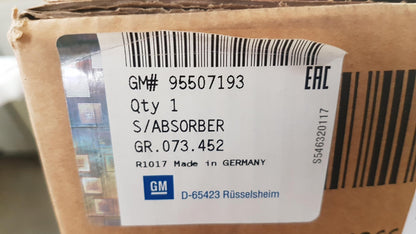 GM# 95507193
EAC
Qty 1
S/ABSORBER
GR.073.452
R1017 Made in GERMANY
GM
D-65423 Rüsselsheim
S546320117